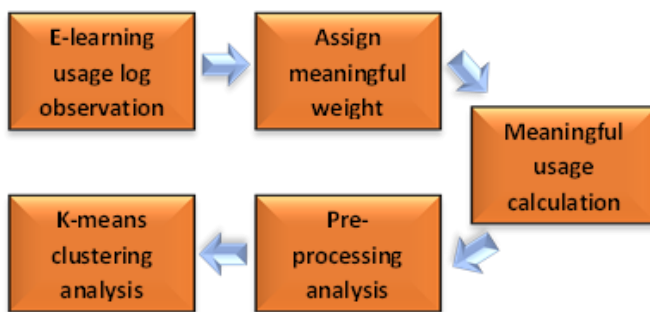 E-learning
usage log
observation
Assign
meaningful
weight
Meaningful
usage
calculation
Pre-
processing
analysis
K-means
clustering
analysis